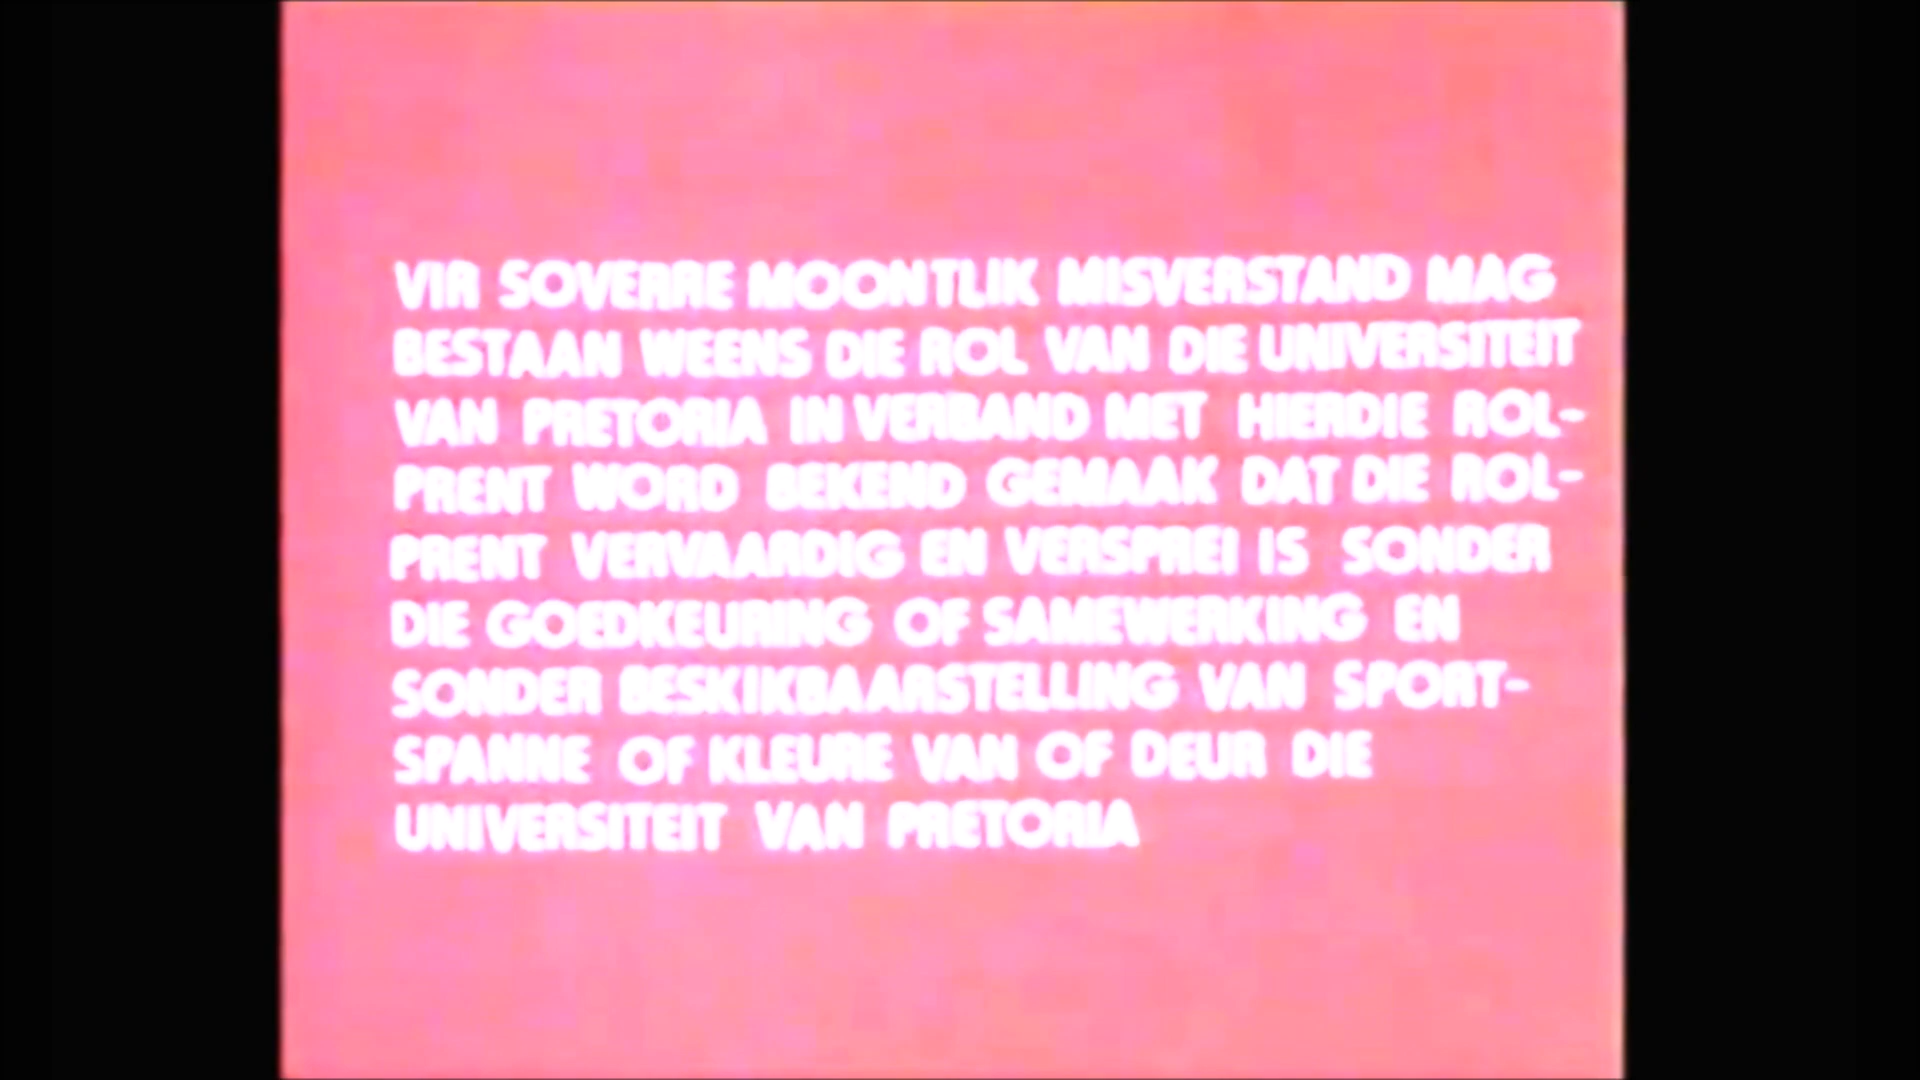 VIR SOVERRE MOONTLIK MISVERSTAND MAG
BESTAAN WEENS DIE ROL VAN DIE UNIVERSITEIT
VAN PRETORIA IN VERBAND MET HIERDIE ROL-
PRENT WORD BEKEND GEMAAK DAT DIE ROL-
PRENT VERVAARDIG EN VERSPREI IS SONDER
DIE GOEDKEURING OF SAMEWERKING EN
SONDER BESKIKBAARSTELLING VAN SPORT-
SPANNE OF KLEURE VAN OF DEUR DIE
UNIVERSITEIT VAN PRETORIA